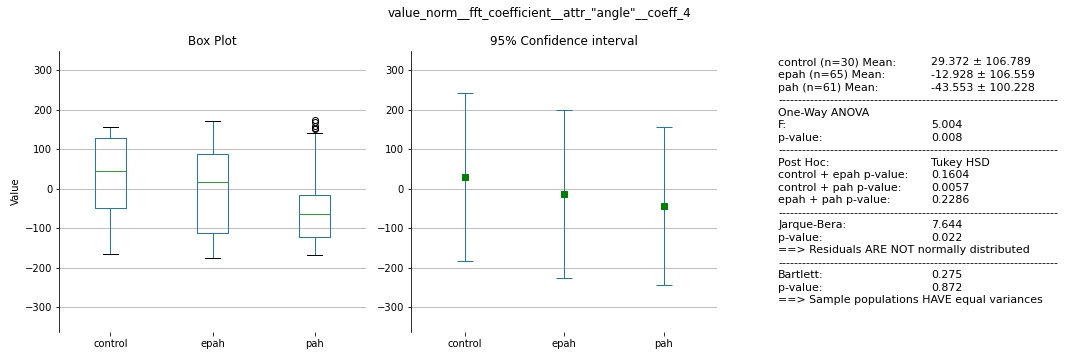 value_norm__fft_coefficient__attr_"angle"__coeff_4
Box Plot
300
200
100
0
−100
−200
−300
Value
control epah pah
95% Confidence interval
300
200
100
0
−100
−200
−300
control epah pah
control (n=30) Mean: 29.372 ± 106.789
epah (n=65) Mean: -12.928 ± 106.559
pah (n=61) Mean: -43.553 ± 100.228
One-Way ANOVA
F: 5.004
p-value: 0.008
Post Hoc: Tukey HSD
control + epah p-value: 0.1604
control + pah p-value: 0.0057
epah + pah p-value: 0.2286
Jarque-Bera: 7.644
p-value: 0.022
==> Residuals ARE NOT normally distributed
Bartlett: 0.275
p-value: 0.872
==> Sample populations HAVE equal variances